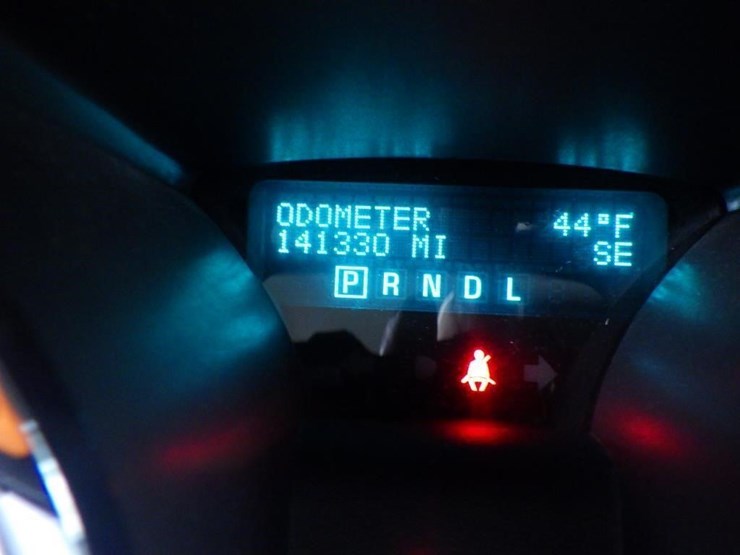 ODOMETER 44°F
141330 MI SE
P R N D L